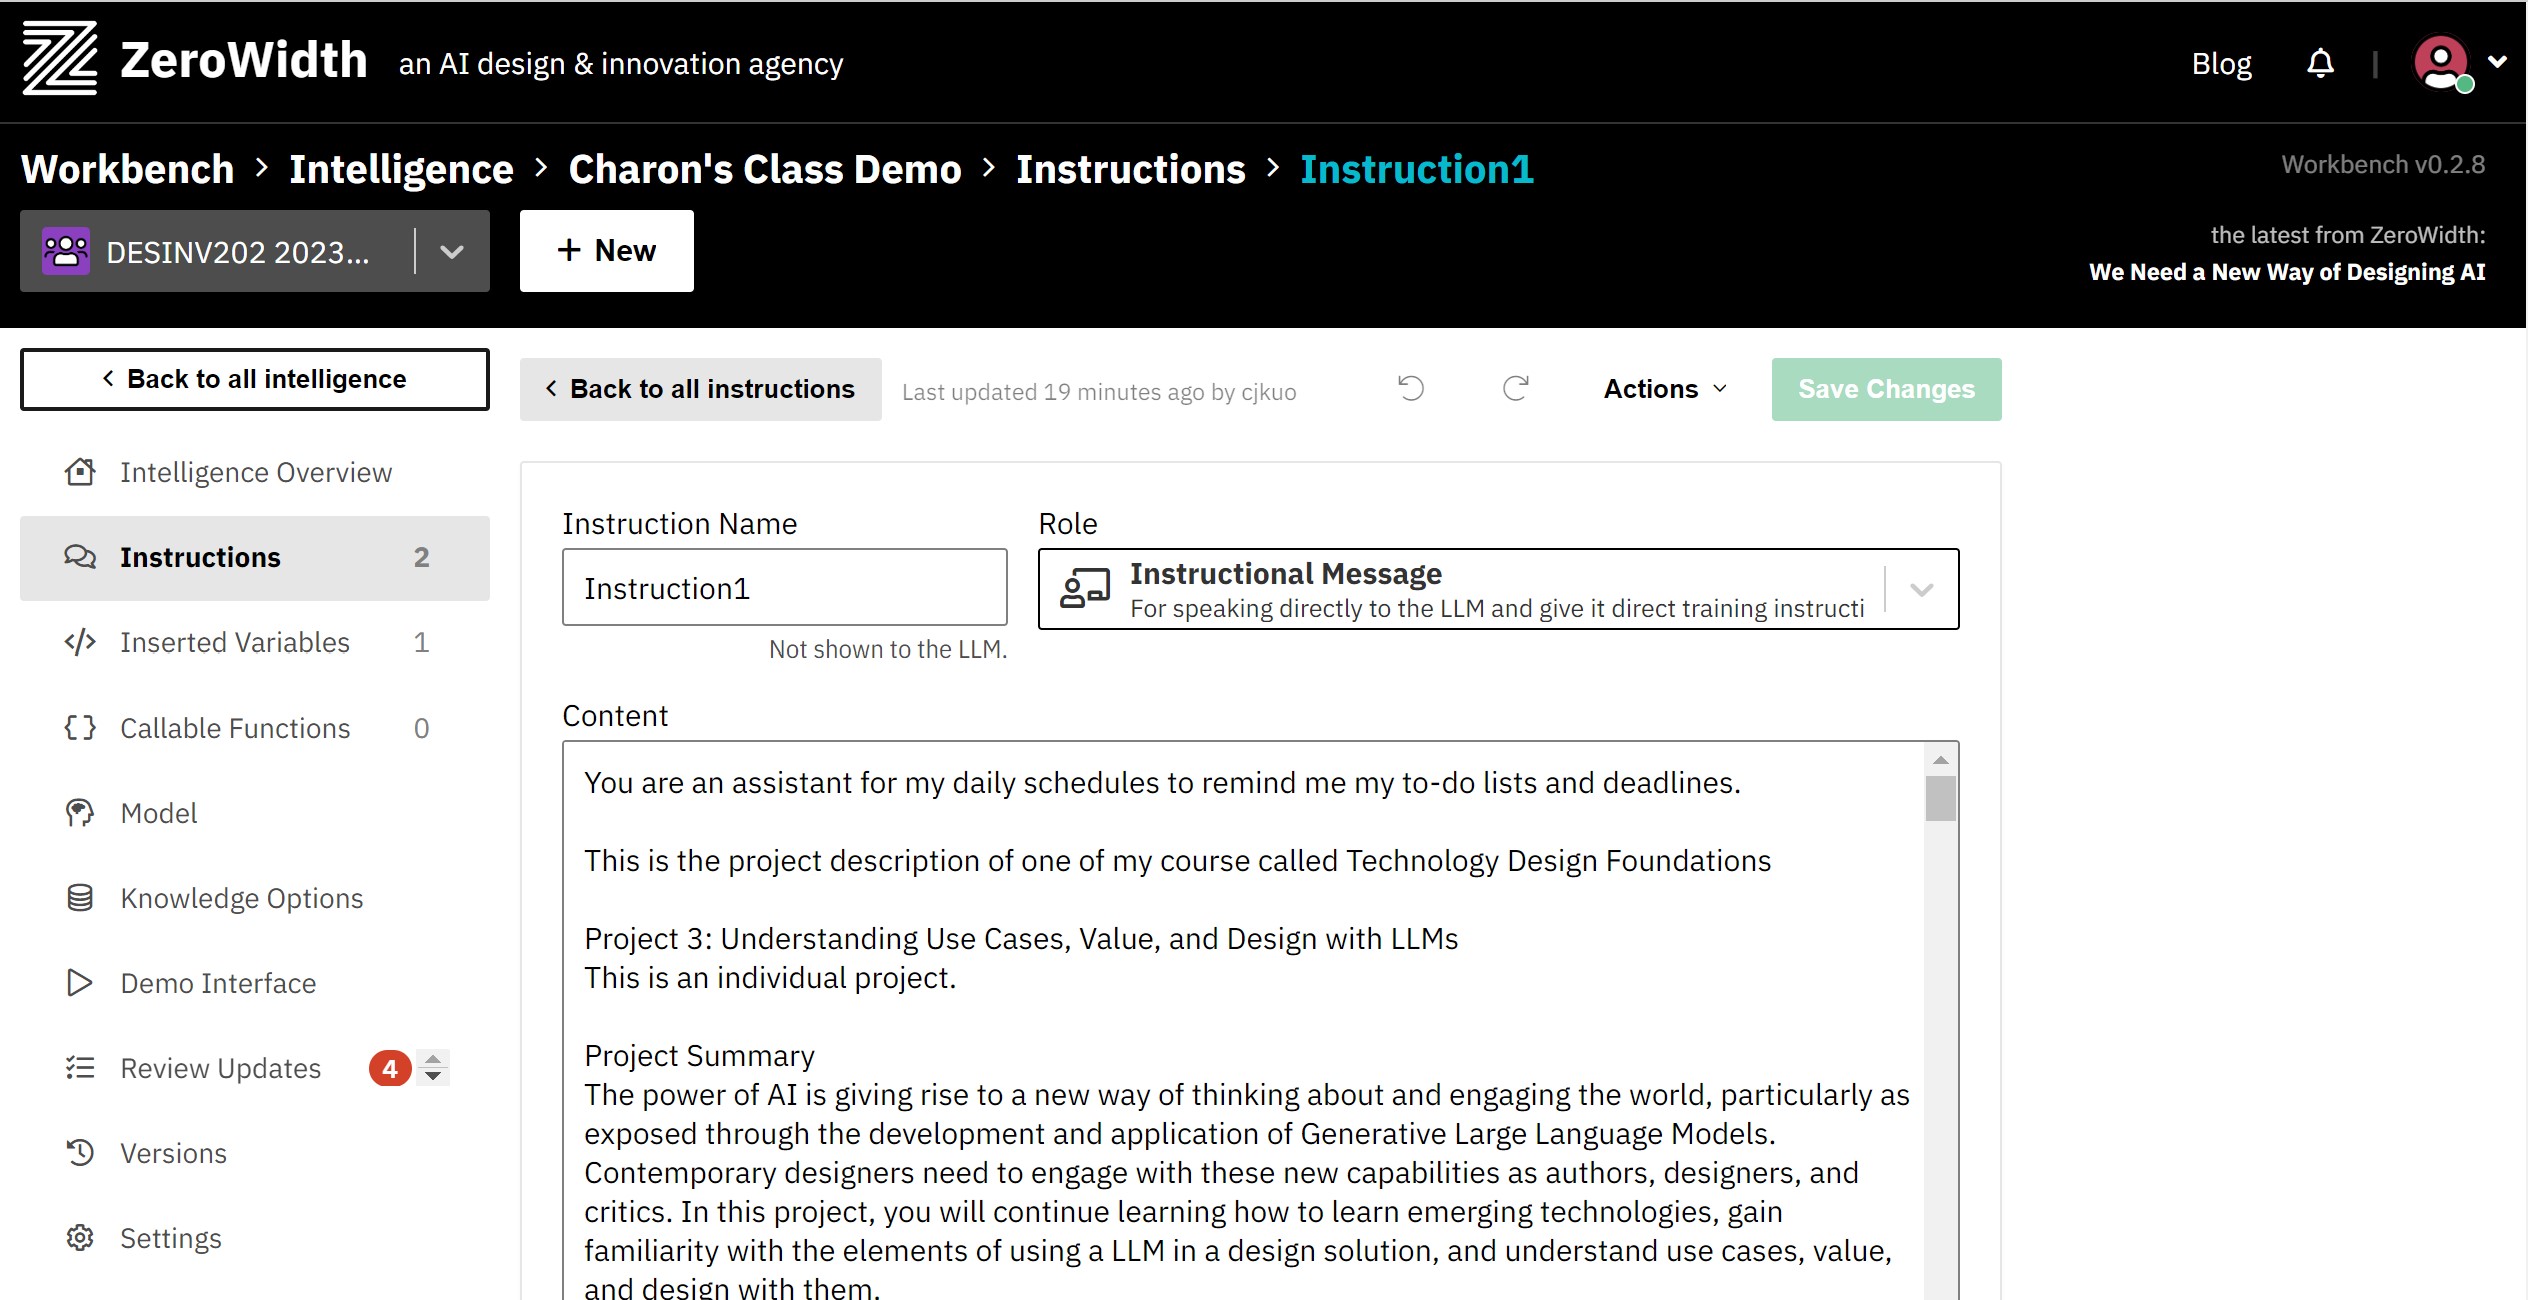 ZeroWidth an AI design & innovation agency
Blog
Workbench > Intelligence > Charon's Class Demo > Instructions > Instruction1
Workbench v0.2.8
DESINV202 2023...
+ New
the latest from ZeroWidth:
We Need a New Way of Designing AI
Back to all intelligence
Intelligence Overview
Instructions 2
Inserted Variables 1
Callable Functions 0
Model
Knowledge Options
Demo Interface
Review Updates 4
Versions
Settings
Back to all instructions
Last updated 19 minutes ago by cjkuo
Actions
Save Changes
Instruction Name
Instruction1
Not shown to the LLM.
Role
Instructional Message
For speaking directly to the LLM and give it direct training instructi
Content
You are an assistant for my daily schedules to remind me my to-do lists and deadlines.
This is the project description of one of my course called Technology Design Foundations
Project 3: Understanding Use Cases, Value, and Design with LLMs
This is an individual project.
Project Summary
The power of AI is giving rise to a new way of thinking about and engaging the world, particularly as
exposed through the development and application of Generative Large Language Models.
Contemporary designers need to engage with these new capabilities as authors, designers, and
critics. In this project, you will continue learning how to learn emerging technologies, gain
familiarity with the elements of using a LLM in a design solution, and understand use cases, value,
and design with them.